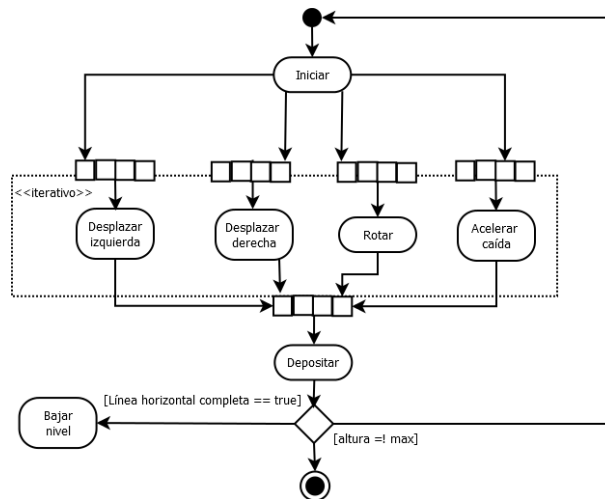 Iniciar
<<iterativo>>
Desplazar
izquierda
Desplazar
derecha
Rotar
Acelerar
caída
Depositar
[Línea horizontal completa == true]
Bajar
nivel
[altura =! max]